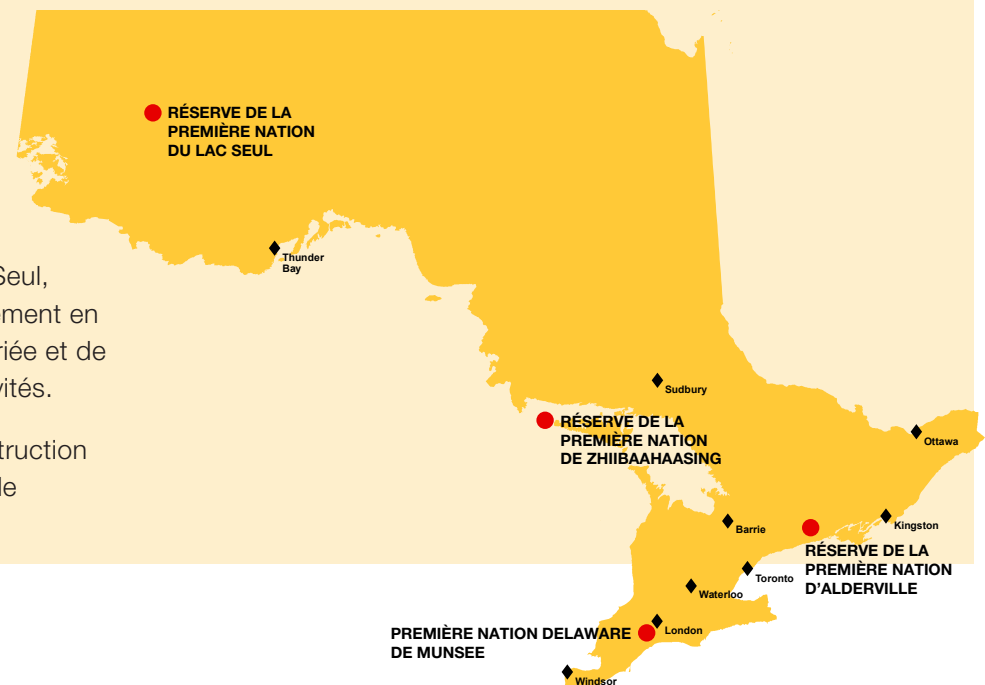 RÉSERVE DE LA
PREMIÈRE NATION
DU LAC SEUL
Thunder
Bay
Seul,
ement en
riée et de
vités.
truction
le
Sudbury
RÉSERVE DE LA
PREMIÈRE NATION
DE ZHIIBAAHAASING
Ottawa
Barrie
Kingston
RÉSERVE DE LA
PREMIÈRE NATION
D'ALDERVILLE
Toronto
Waterloo
PREMIÈRE NATION DELAWARE
DE MUNSEE
London
Windsor